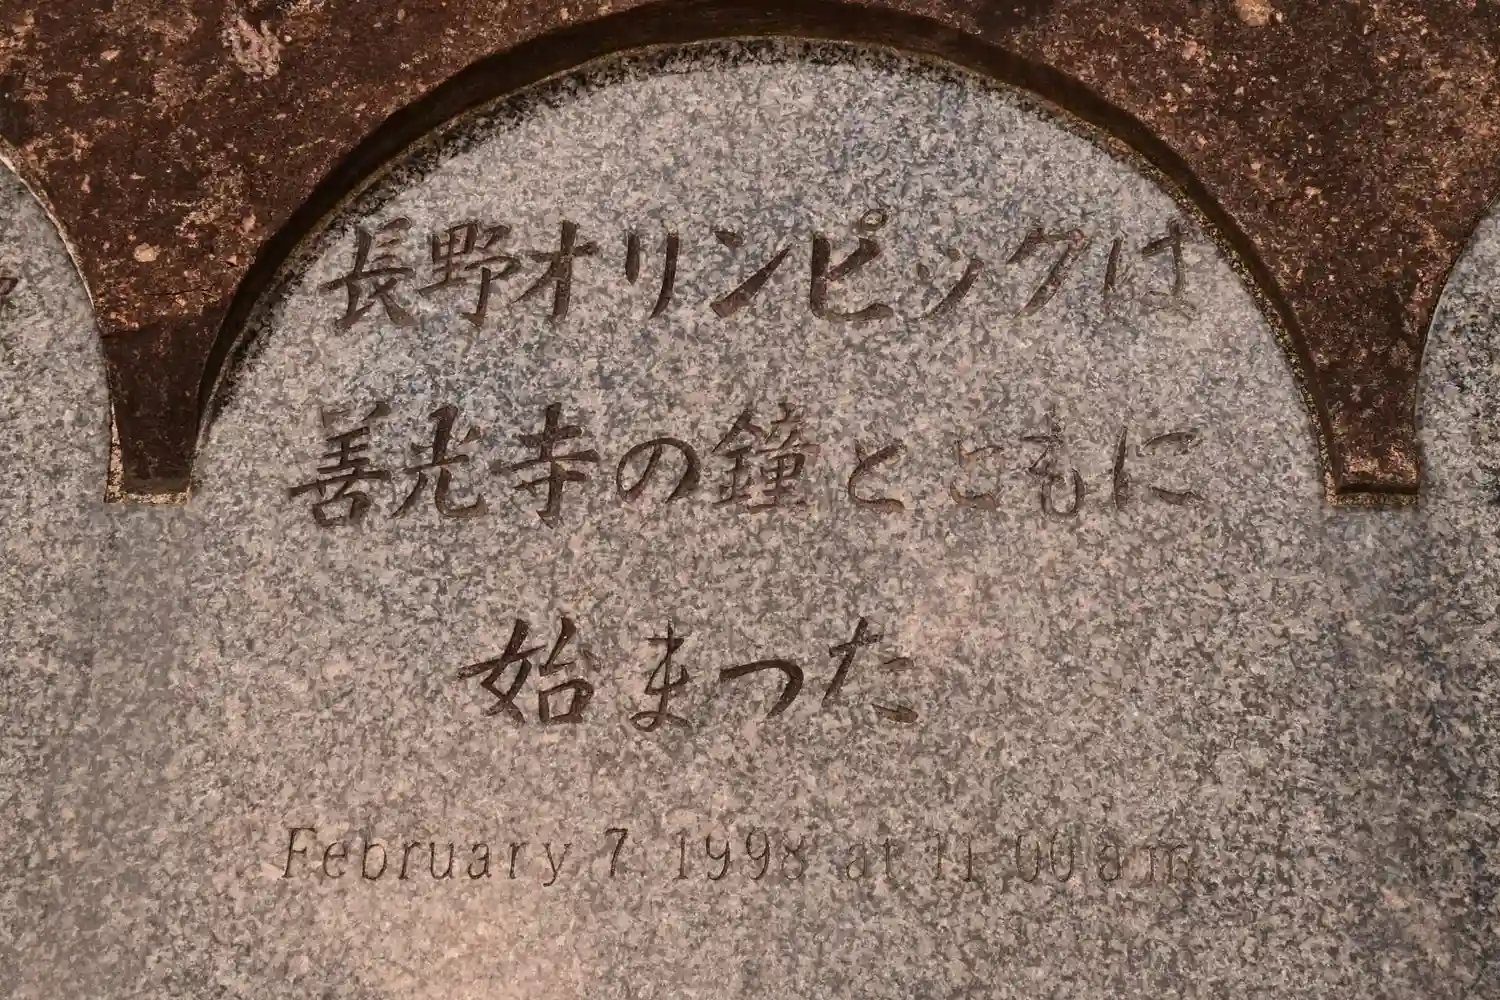 長野オリンピックは
善光寺の鐘とともに
始まった
February 7. 1998 at 11:00 a.m.